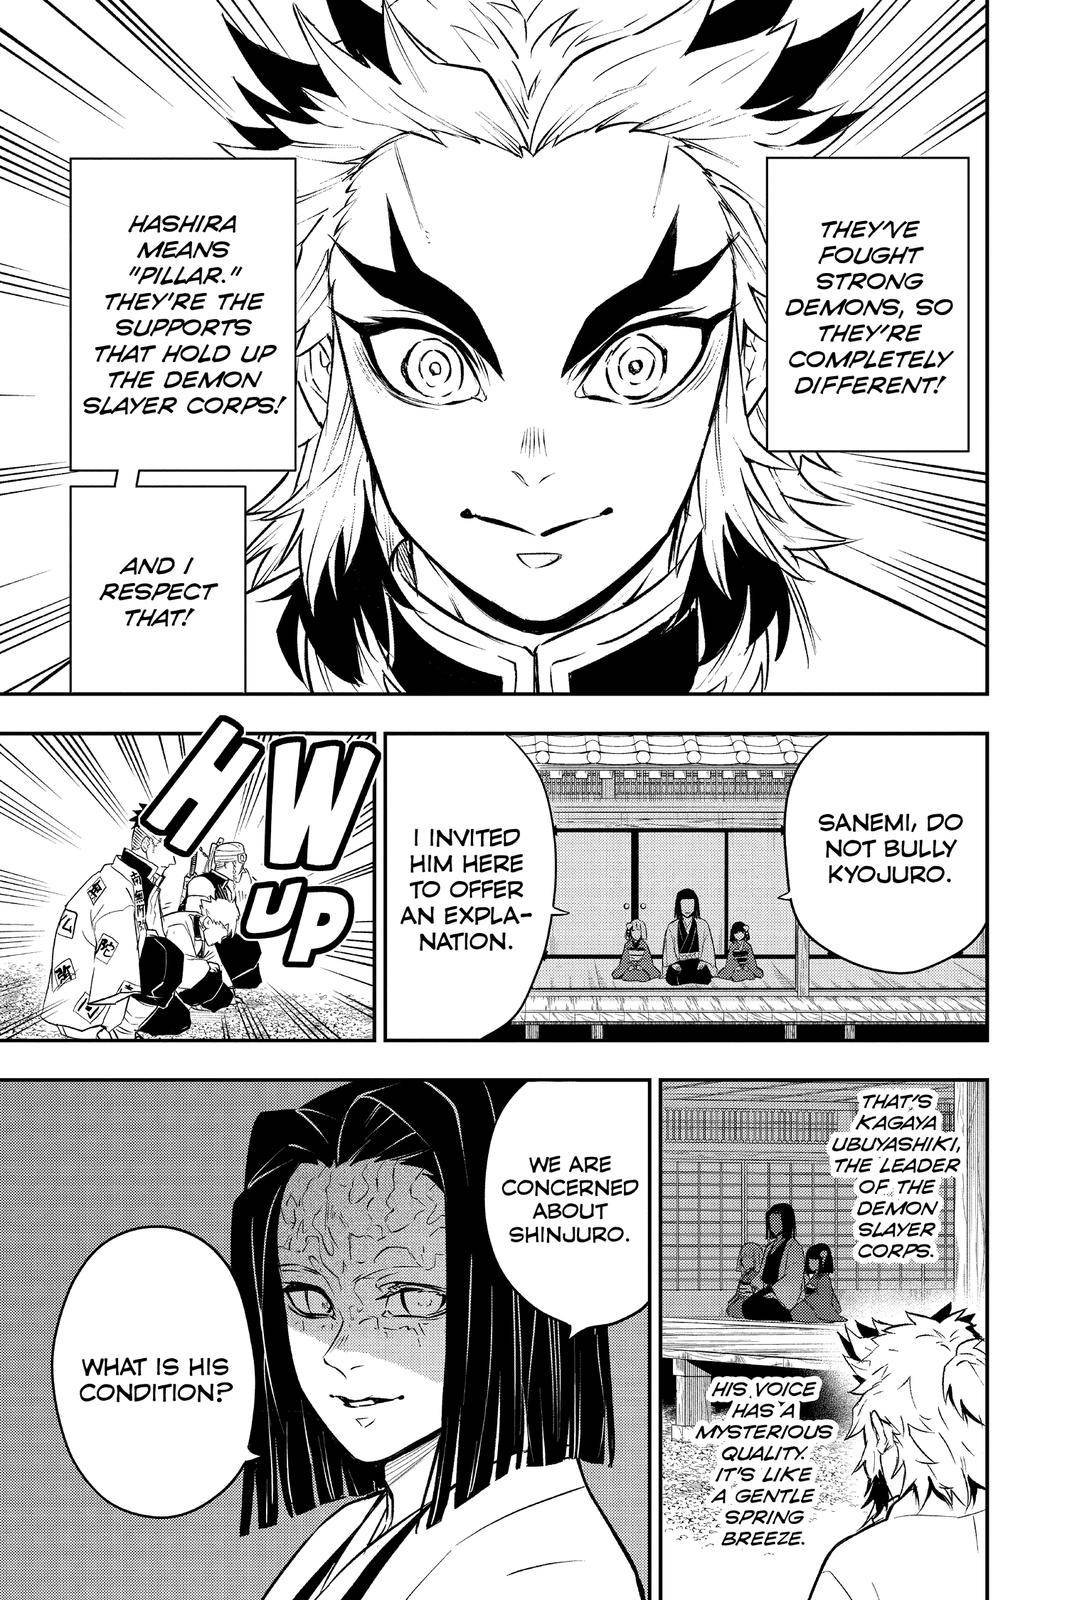 THEY'VE
FOUGHT
STRONG
DEMONS, SO
THEY'RE
COMPLETELY
DIFFERENT!
HASHIRA
MEANS
"PILLAR."
THEY'RE THE
SUPPORTS
THAT HOLD UP
THE DEMON
SLAYER CORPS!
AND I
RESPECT
THAT!
SANEMI, DO
NOT BULLY
KYOJURO.
I INVITED
HIM HERE
TO OFFER
AN EXPLA-
NATION.
HWUP
THAT'S
KAGAYA
UBUYASHIKI,
THE LEADER
OF THE
DEMON
SLAYER
CORPS.
HIS VOICE
HAS A
MYSTERIOUS
QUALITY.
IT'S LIKE
A GENTLE
SPRING
BREEZE.
WE ARE
CONCERNED
ABOUT
SHINJURO.
WHAT IS HIS
CONDITION?